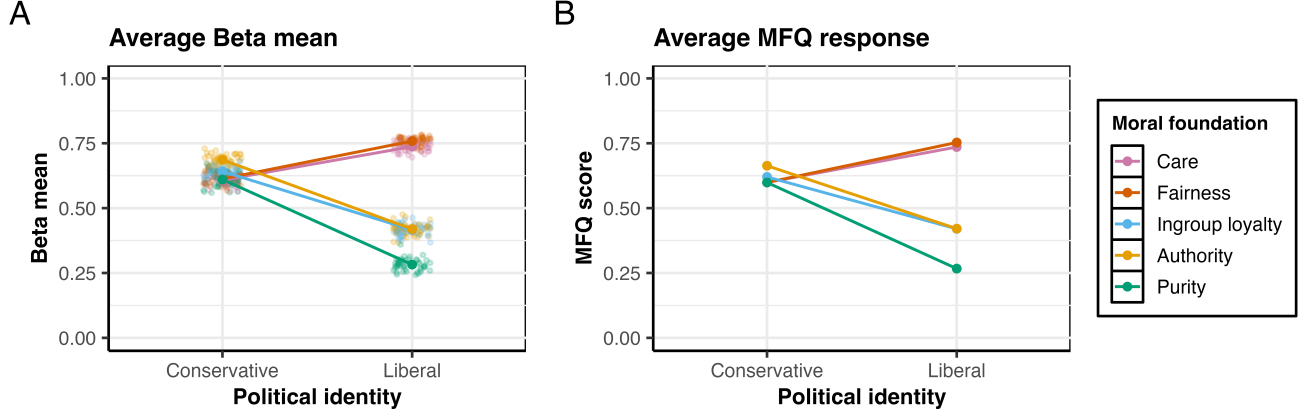 A
Average Beta mean
1.00
0.75
0.50
0.25
0.00
Beta mean
Conservative
Liberal
Political identity
B
Average MFQ response
1.00
0.75
0.50
0.25
0.00
MFQ score
Conservative
Liberal
Political identity
Moral foundation
Care
Fairness
Ingroup loyalty
Authority
Purity